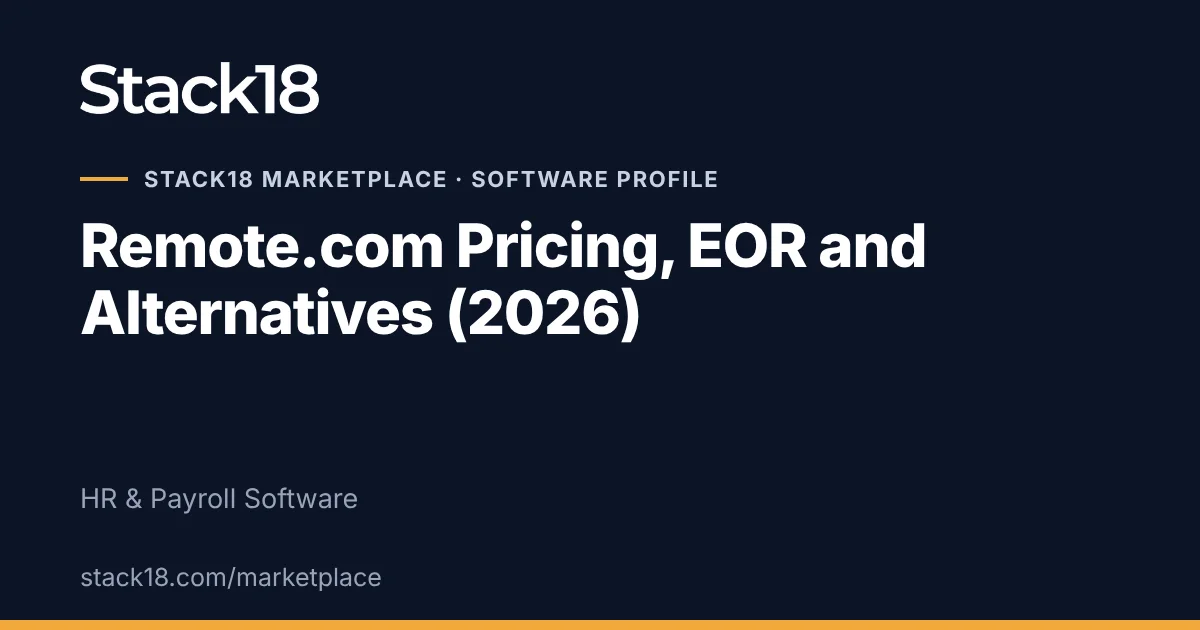 Stack18
STACK18 MARKETPLACE · SOFTWARE PROFILE
Remote.com Pricing, EOR and
Alternatives (2026)
HR & Payroll Software
stack18.com/marketplace